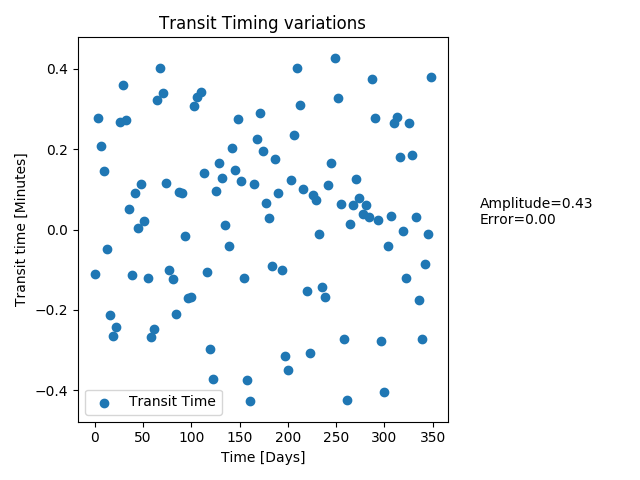 Transit Timing variations
Transit time [Minutes]
0.4
0.2
0.0
−0.2
−0.4
Transit Time
0
50
100
150
200
250
300
350
Time [Days]
Amplitude=0.43
Error=0.00